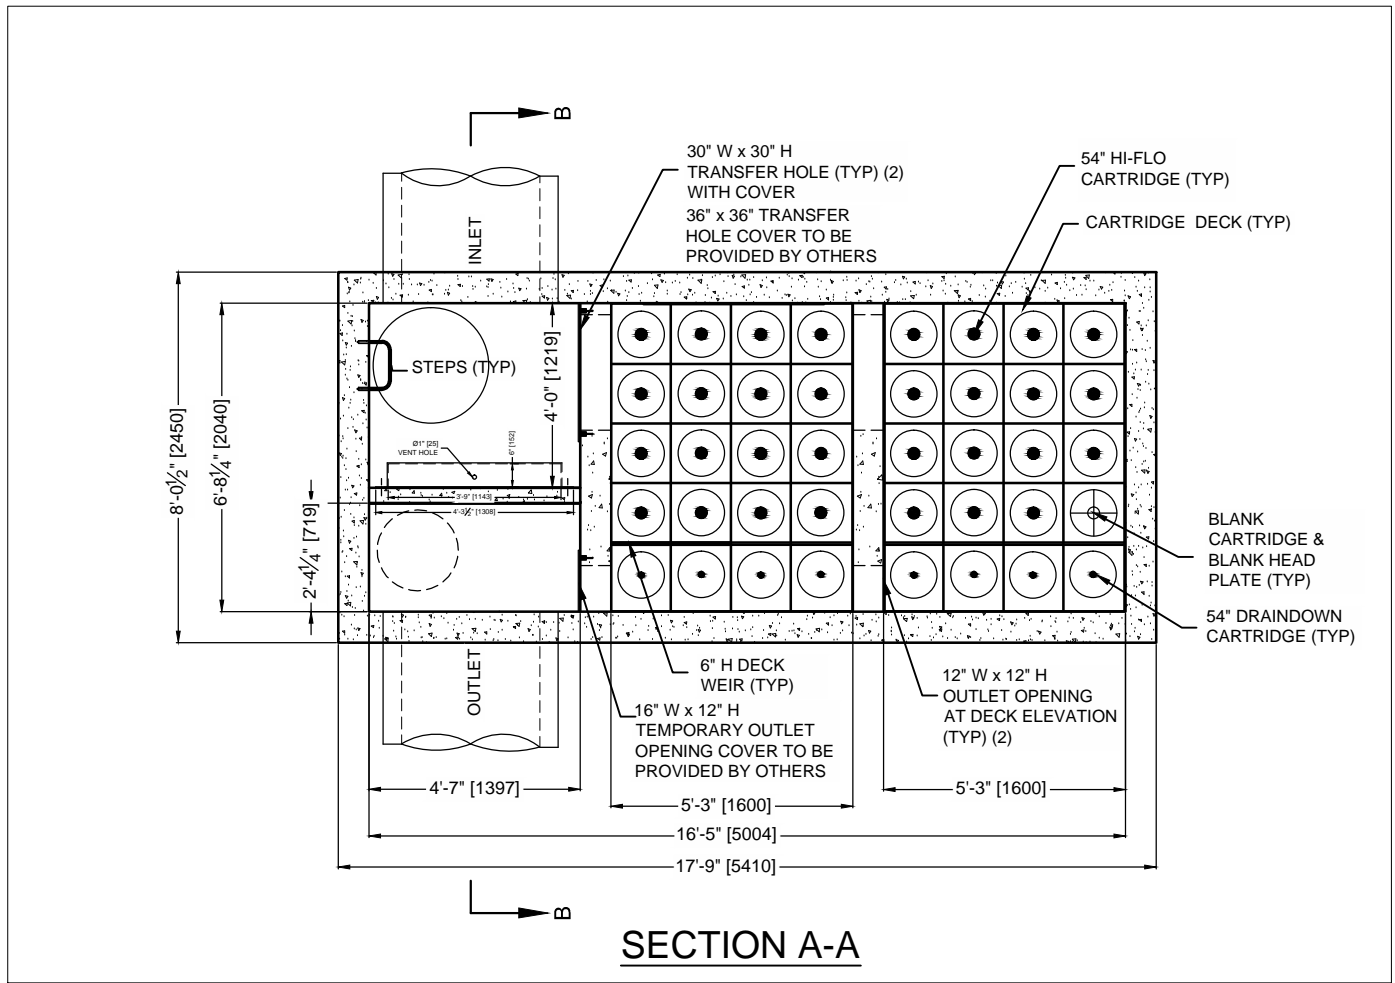 B
30" W x 30" H
TRANSFER HOLE (TYP) (2)
WITH COVER
36" x 36" TRANSFER
HOLE COVER TO BE
PROVIDED BY OTHERS
54" HI-FLO
CARTRIDGE (TYP)
CARTRIDGE DECK (TYP)
INLET
STEPS (TYP)
4'-0" [1219]
8'-0½" [2450]
6'-8¼" [2040]
2'-4¼" [719]
Ø1" [25]
VENT HOLE
6" [152]
3'-9" [1143]
4'-3½" [1308]
BLANK
CARTRIDGE &
BLANK HEAD
PLATE (TYP)
54" DRAINDOWN
CARTRIDGE (TYP)
OUTLET
6" H DECK
WEIR (TYP)
16" W x 12" H
TEMPORARY OUTLET
OPENING COVER TO BE
PROVIDED BY OTHERS
12" W x 12" H
OUTLET OPENING
AT DECK ELEVATION
(TYP) (2)
4'-7" [1397]
5'-3" [1600]
5'-3" [1600]
16'-5" [5004]
17'-9" [5410]
B
SECTION A-A